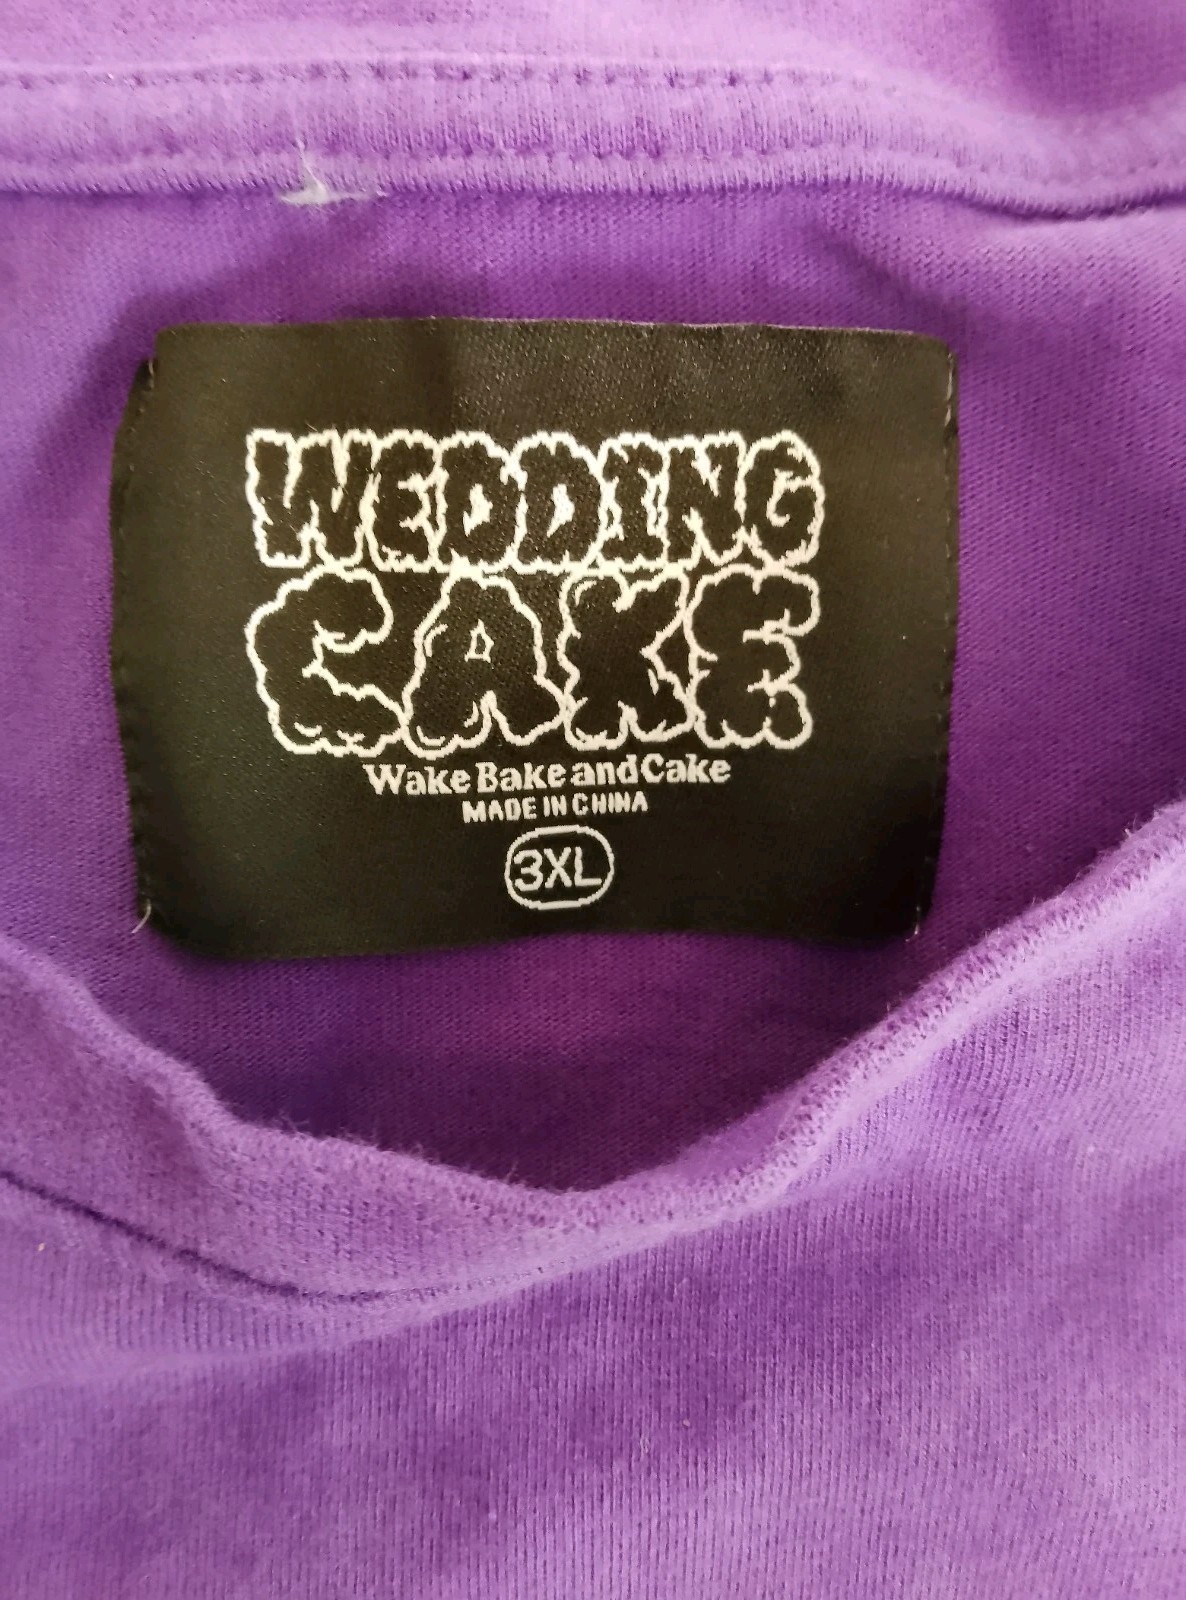 WEDDING
CAKE
Wake Bake and Cake
MADE IN CHINA
3XL